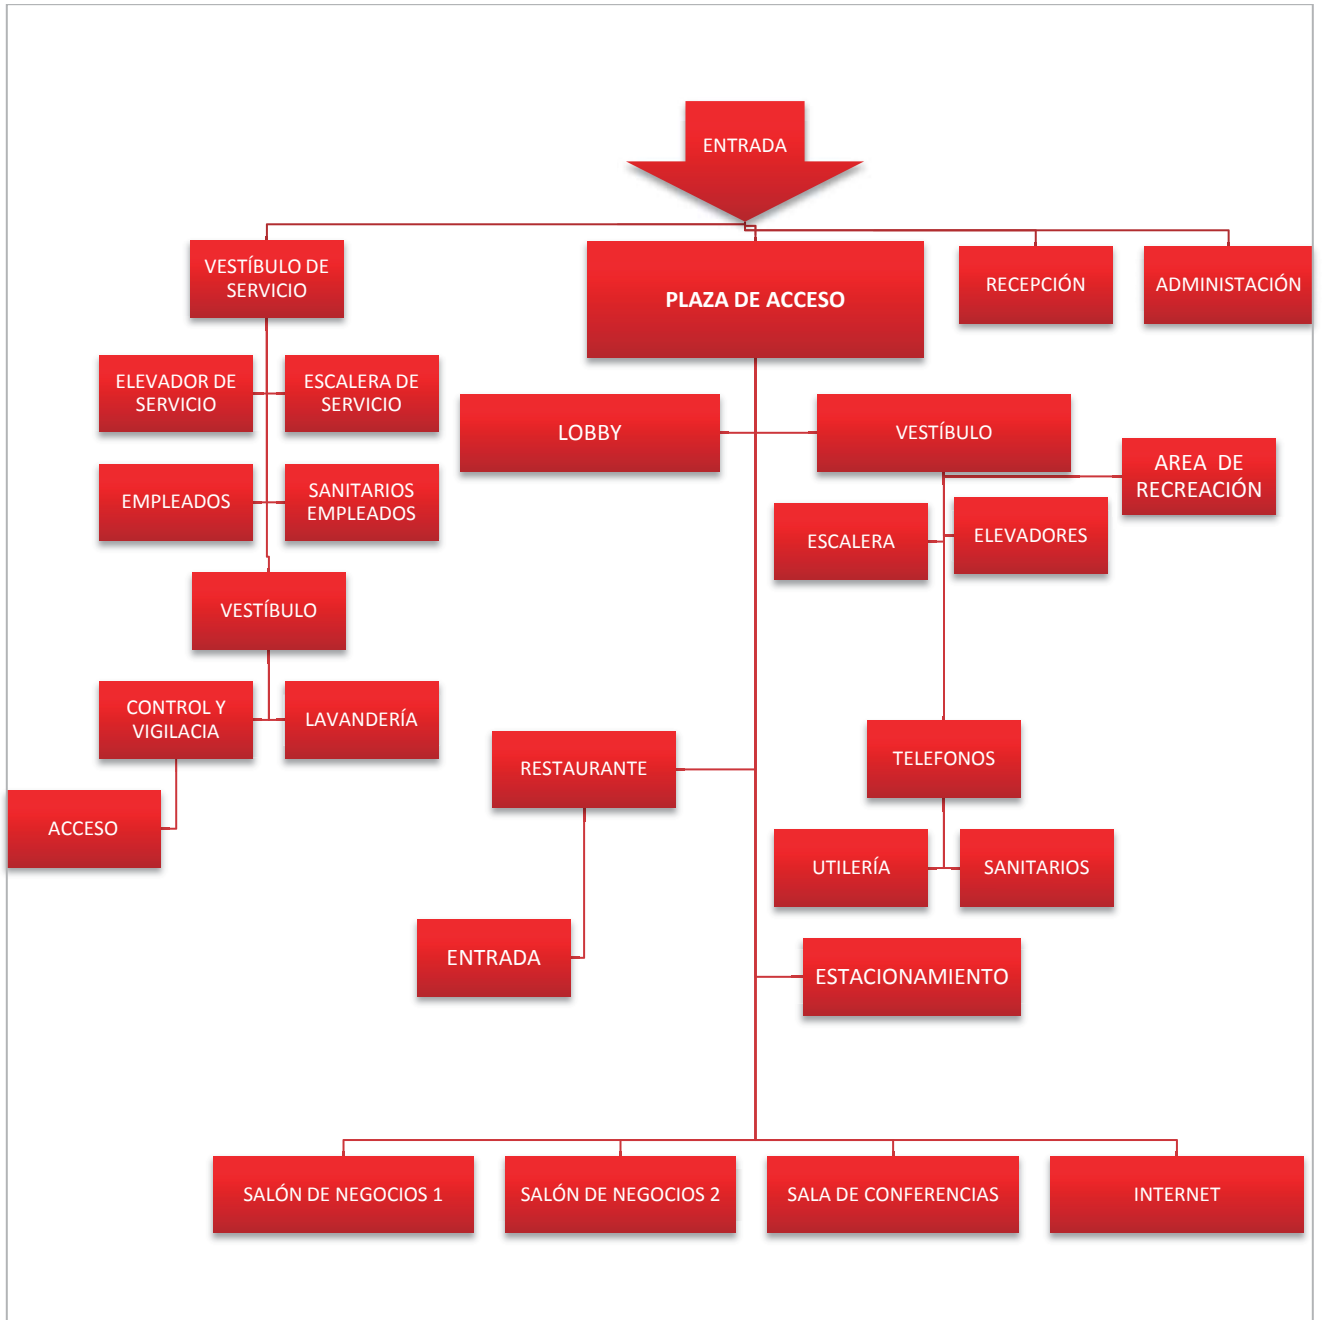 ENTRADA
VESTÍBULO DE
SERVICIO
PLAZA DE ACCESO
RECEPCIÓN
ADMINISTACIÓN
ELEVADOR DE
SERVICIO
ESCALERA DE
SERVICIO
LOBBY
VESTÍBULO
AREA DE
RECREACIÓN
EMPLEADOS
SANITARIOS
EMPLEADOS
ESCALERA
ELEVADORES
VESTÍBULO
CONTROL Y
VIGILACIA
LAVANDERÍA
RESTAURANTE
TELEFONOS
ACCESO
UTILERÍA
SANITARIOS
ENTRADA
ESTACIONAMIENTO
SALÓN DE NEGOCIOS 1
SALÓN DE NEGOCIOS 2
SALA DE CONFERENCIAS
INTERNET